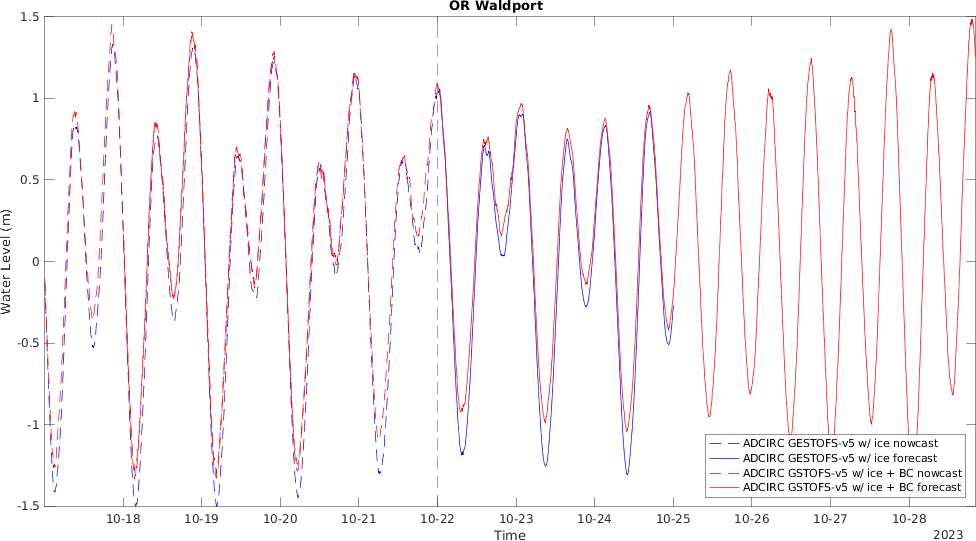 OR Waldport
1.5
1
0.5
0
-0.5
-1
-1.5
Water Level (m)
10-18
10-19
10-20
10-21
10-22
10-23
10-24
10-25
10-26
10-27
10-28
Time
2023
ADCIRC GESTOFS-v5 w/ ice nowcast
ADCIRC GESTOFS-v5 w/ ice forecast
ADCIRC GSTOFS-v5 w/ ice + BC nowcast
ADCIRC GSTOFS-v5 w/ ice + BC forecast